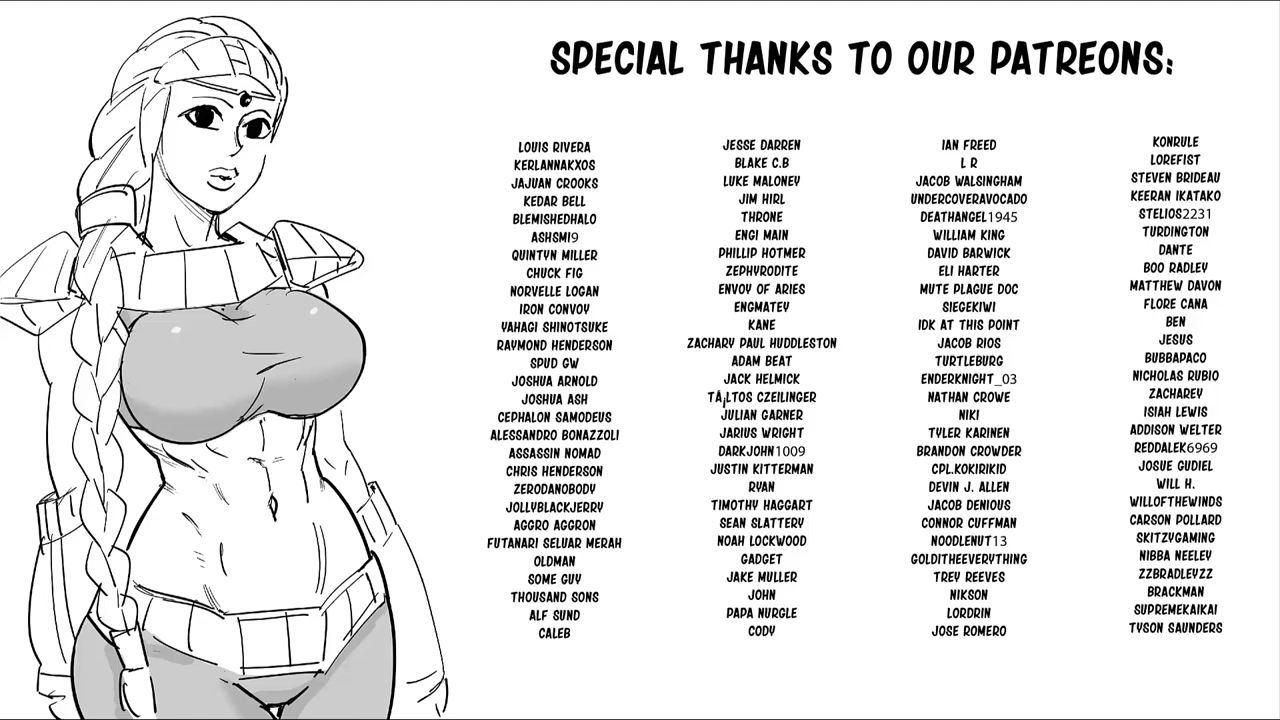 SPECIAL THANKS TO OUR PATREONS:
LOUIS RIVERA
KERLANNAKXOS
JAJUAN CROOKS
KEDAR BELL
BLEMISHEDHALO
ASHSMI9
QUINTYN MILLER
CHUCK FIG
NORVELLE LOGAN
IRON CONVOY
YAHAGI SHINOTSUKE
RAYMOND HENDERSON
SPUD GW
JOSHUA ARNOLD
JOSHUA ASH
CEPHALON SAMODEUS
ALESSANDRO BONAZZOLI
ASSASSIN NOMAD
CHRIS HENDERSON
ZERODANOBODY
JOLLYBLACKJERRY
AGGRO AGGRON
FUTANARI SELUAR MERAH
OLDMAN
SOME GUY
THOUSAND SONS
ALF SUND
CALEB
JESSE DARREN
BLAKE C.B
LUKE MALONEY
JIM HIRL
THRONE
ENGI MAIN
PHILLIP HOTMER
ZEPHYRODITE
ENVOY OF ARIES
ENGMATEY
KANE
ZACHARY PAUL HUDDLESTON
ADAM BEAT
JACK HELMICK
TÃ¡LTOS CZEILINGER
JULIAN GARNER
JARIUS WRIGHT
DARKJOHN1009
JUSTIN KITTERMAN
RYAN
TIMOTHY HAGGART
SEAN SLATTERY
NOAH LOCKWOOD
GADGET
JAKE MULLER
JOHN
PAPA NURGLE
CODY
IAN FREED
L R
JACOB WALSINGHAM
UNDERCOVERAVOCADO
DEATHANGEL1945
WILLIAM KING
DAVID BARWICK
ELI HARTER
MUTE PLAGUE DOC
SIEGEKIWI
IDK AT THIS POINT
JACOB RIOS
TURTLEBURG
ENDERKNIGHT_03
NATHAN CROWE
NIKI
TYLER KARINEN
BRANDON CROWDER
CPL.KOKIRIKID
DEVIN J. ALLEN
JACOB DENIOUS
CONNOR CUFFMAN
NOODLENUT13
GOLDITHEEVERYTHING
TREY REEVES
NIKSON
LORDRIN
JOSE ROMERO
KONRULE
LOREFIST
STEVEN BRIDEAU
KEERAN IKATAKO
STELIOS2231
TURDINGTON
DANTE
BOO RADLEY
MATTHEW DAVON
FLORE CANA
BEN
JESUS
BUBBAPACO
NICHOLAS RUBIO
ZACHAREY
ISIAH LEWIS
ADDISON WELTER
REDDALEK6969
JOSUE GUDIEL
WILL H.
WILLOFTHEWINDS
CARSON POLLARD
SKITZYGAMING
NIBBA NEELEY
ZZBRADLEYZZ
BRACKMAN
SUPREMEKAIKAI
TYSON SAUNDERS